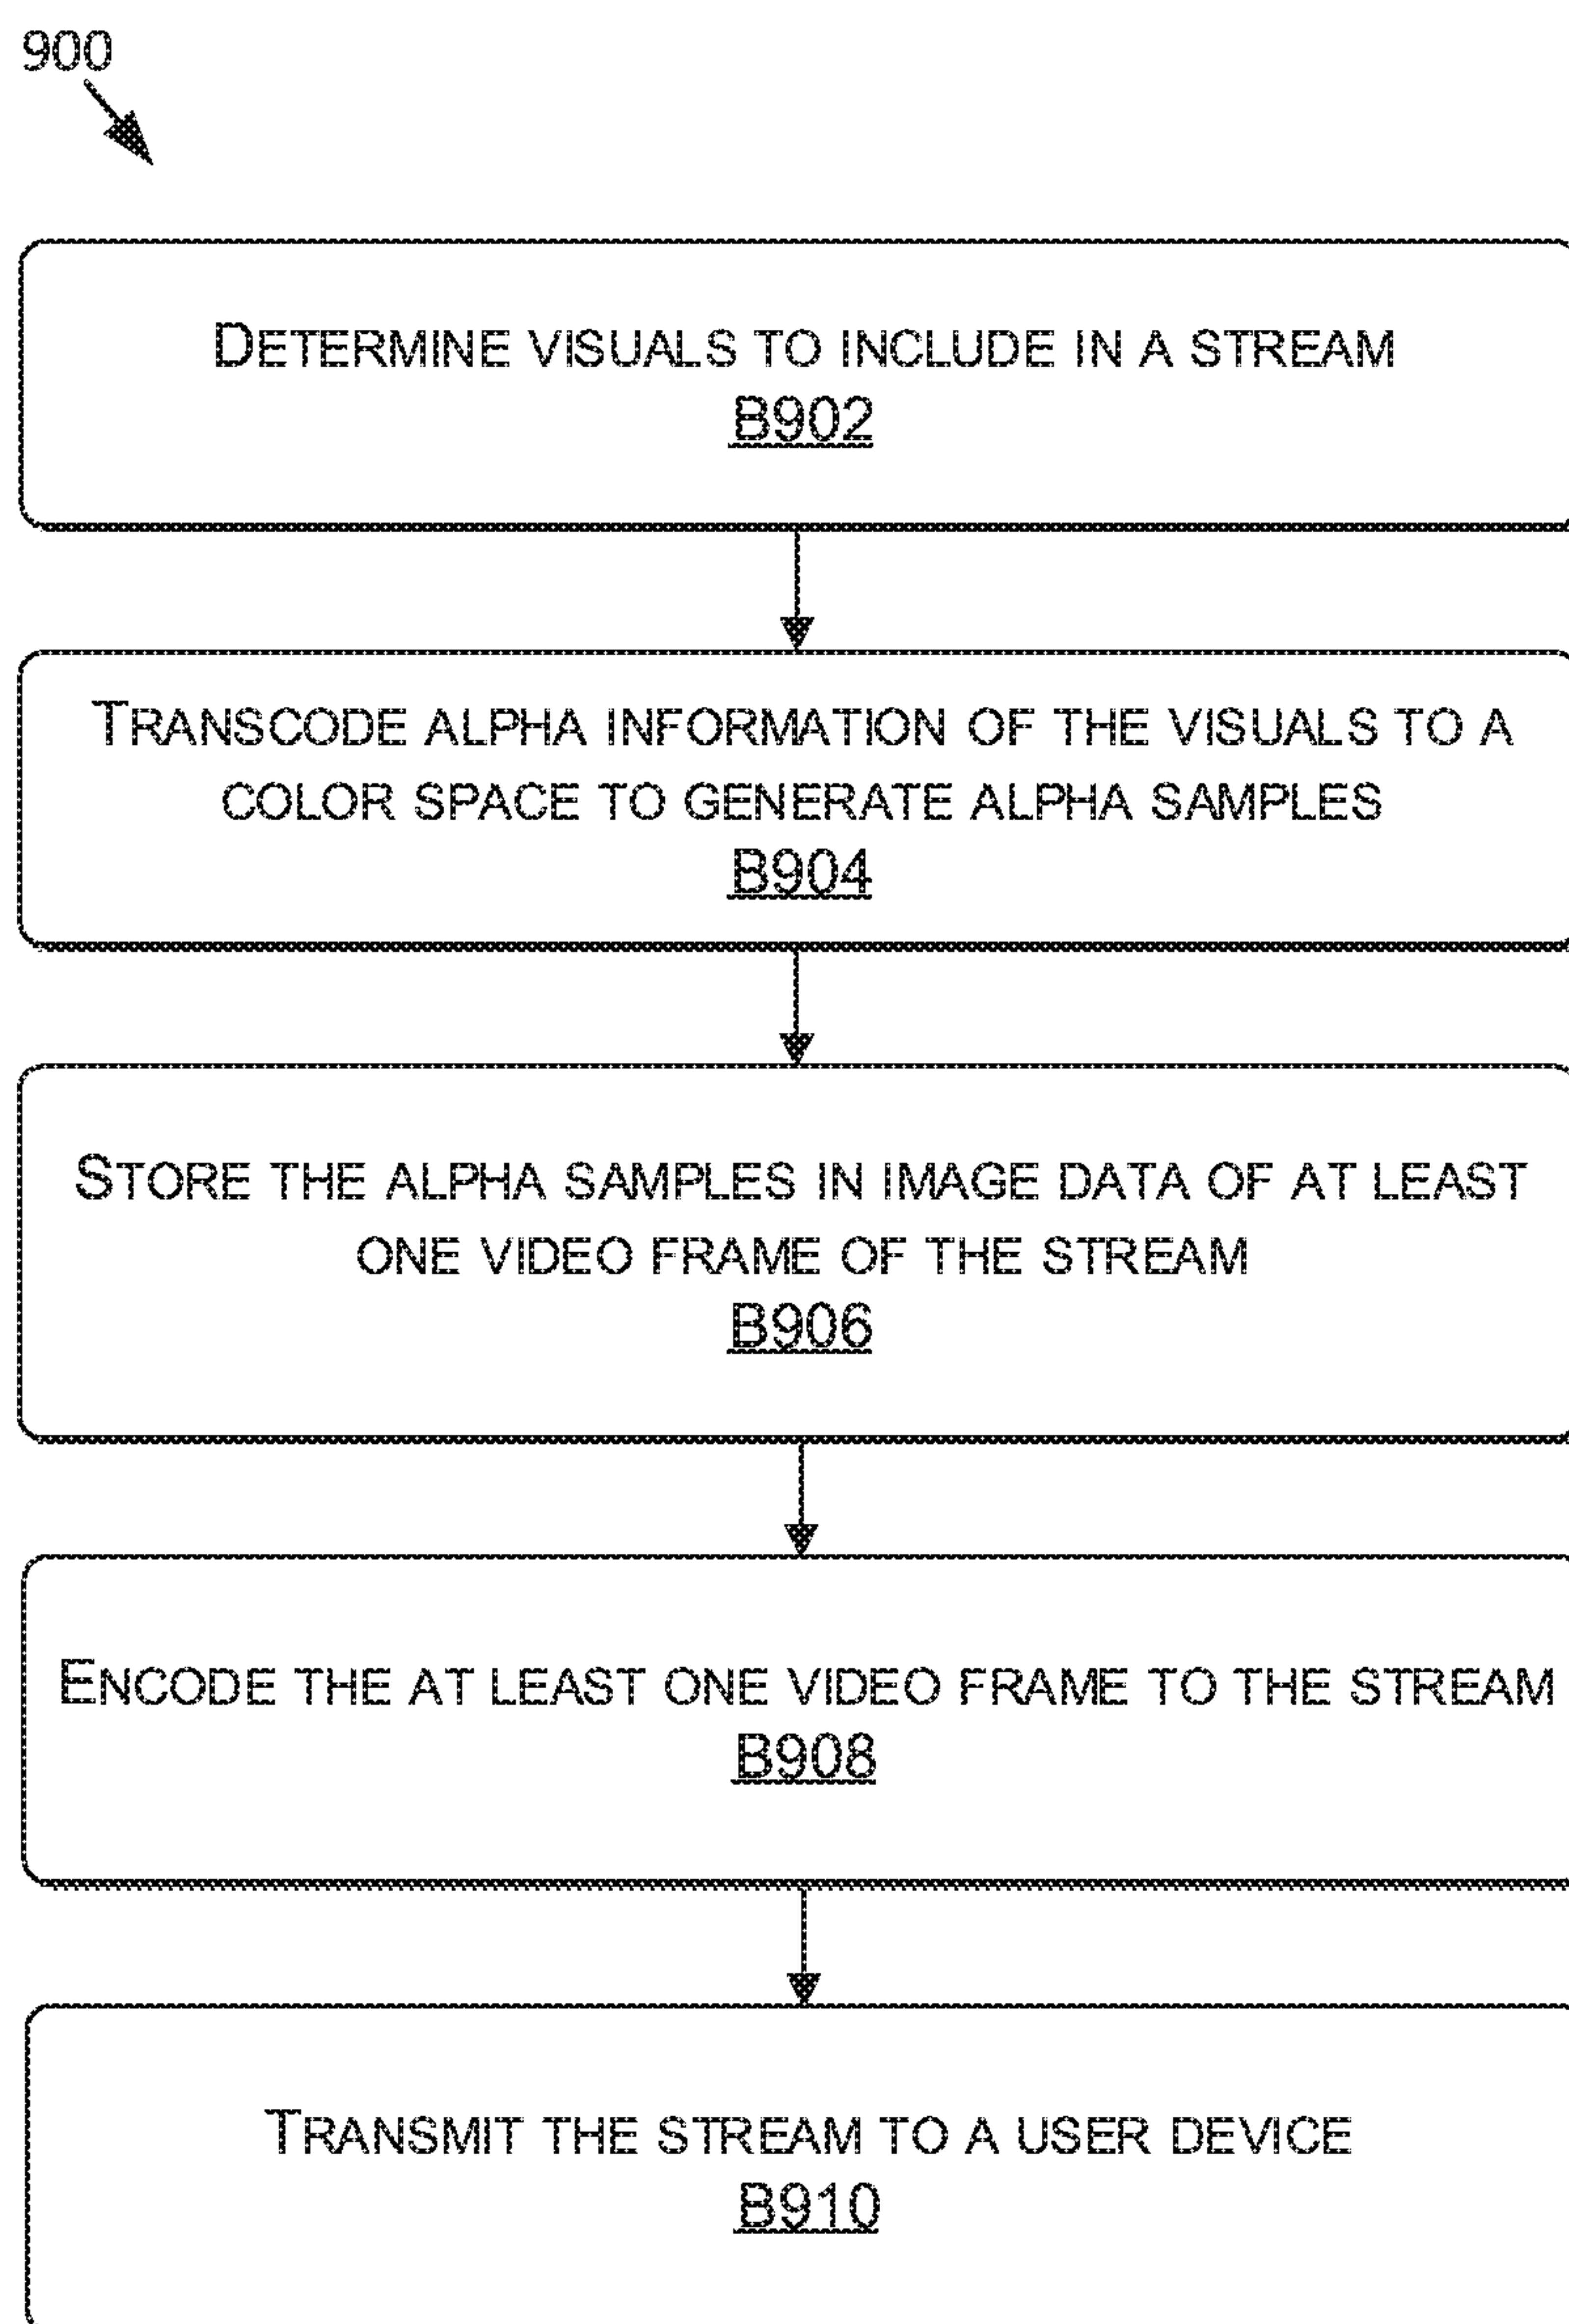 900
DETERMINE VISUALS TO INCLUDE IN A STREAM
B902
TRANSCODE ALPHA INFORMATION OF THE VISUALS TO A
COLOR SPACE TO GENERATE ALPHA SAMPLES
B904
STORE THE ALPHA SAMPLES IN IMAGE DATA OF AT LEAST
ONE VIDEO FRAME OF THE STREAM
B906
ENCODE THE AT LEAST ONE VIDEO FRAME TO THE STREAM
B908
TRANSMIT THE STREAM TO A USER DEVICE
B910